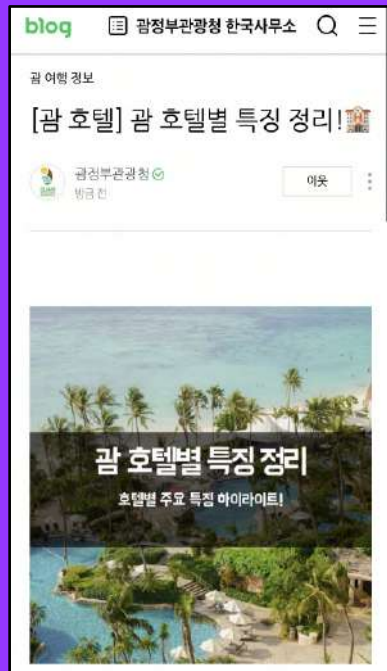 blog 괌정부관광청 한국사무소
괌 여행 정보
[괌 호텔] 괌 호텔별 특징 정리!🏨
괌정부관광청
방금 전
이웃
괌 호텔별 특징 정리
호텔별 주요 특징 하이라이트!